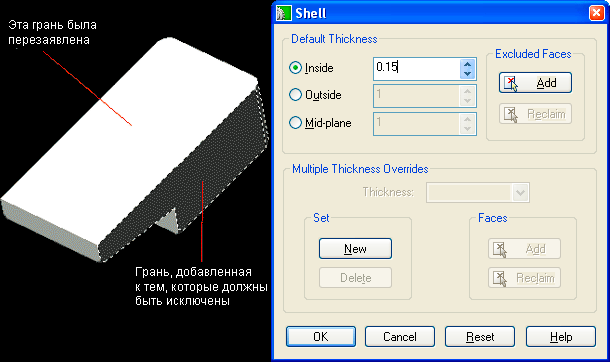 Эта грань была
перезаявлена
Грань, добавленная
к тем, которые должны
быть исключены
Shell
Default Thickness
Inside
0.15
Outside
1
Mid-plane
1
Excluded Faces
Add
Reclaim
Multiple Thickness Overrides
Thickness:
Set
New
Delete
Faces
Add
Reclaim
OK
Cancel
Reset
Help